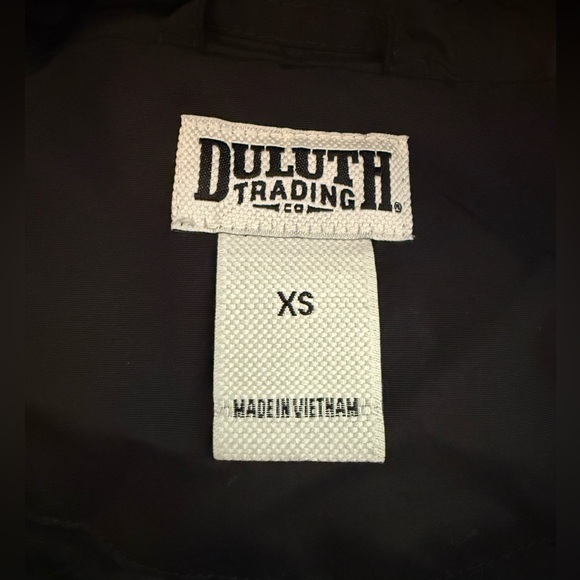 DULUTH
TRADING
CO
®
XS
MADE IN VIETNAM